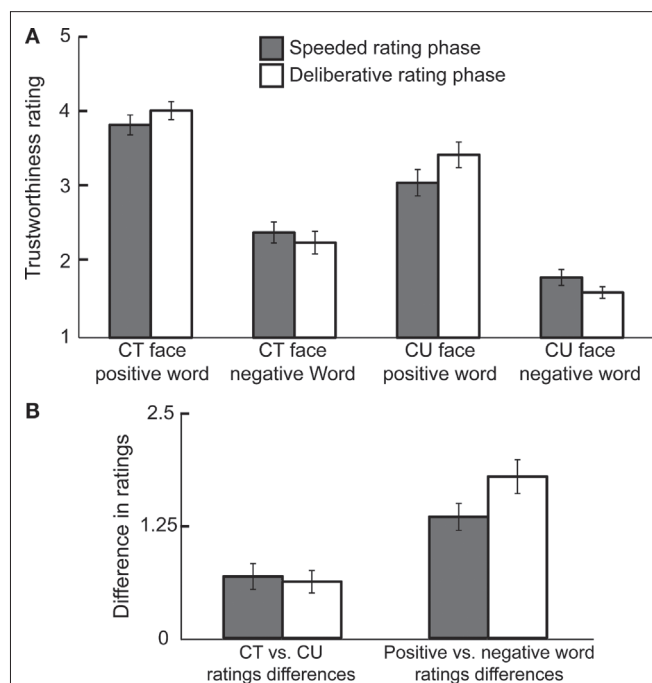 A
5
Speeded rating phase
Deliberative rating phase
4
3
2
1
Trustworthiness rating
CT face
positive word
CT face
negative Word
CU face
positive word
CU face
negative word
B
2.5
1.25
0
Difference in ratings
CT vs. CU
ratings differences
Positive vs. negative word
ratings differences